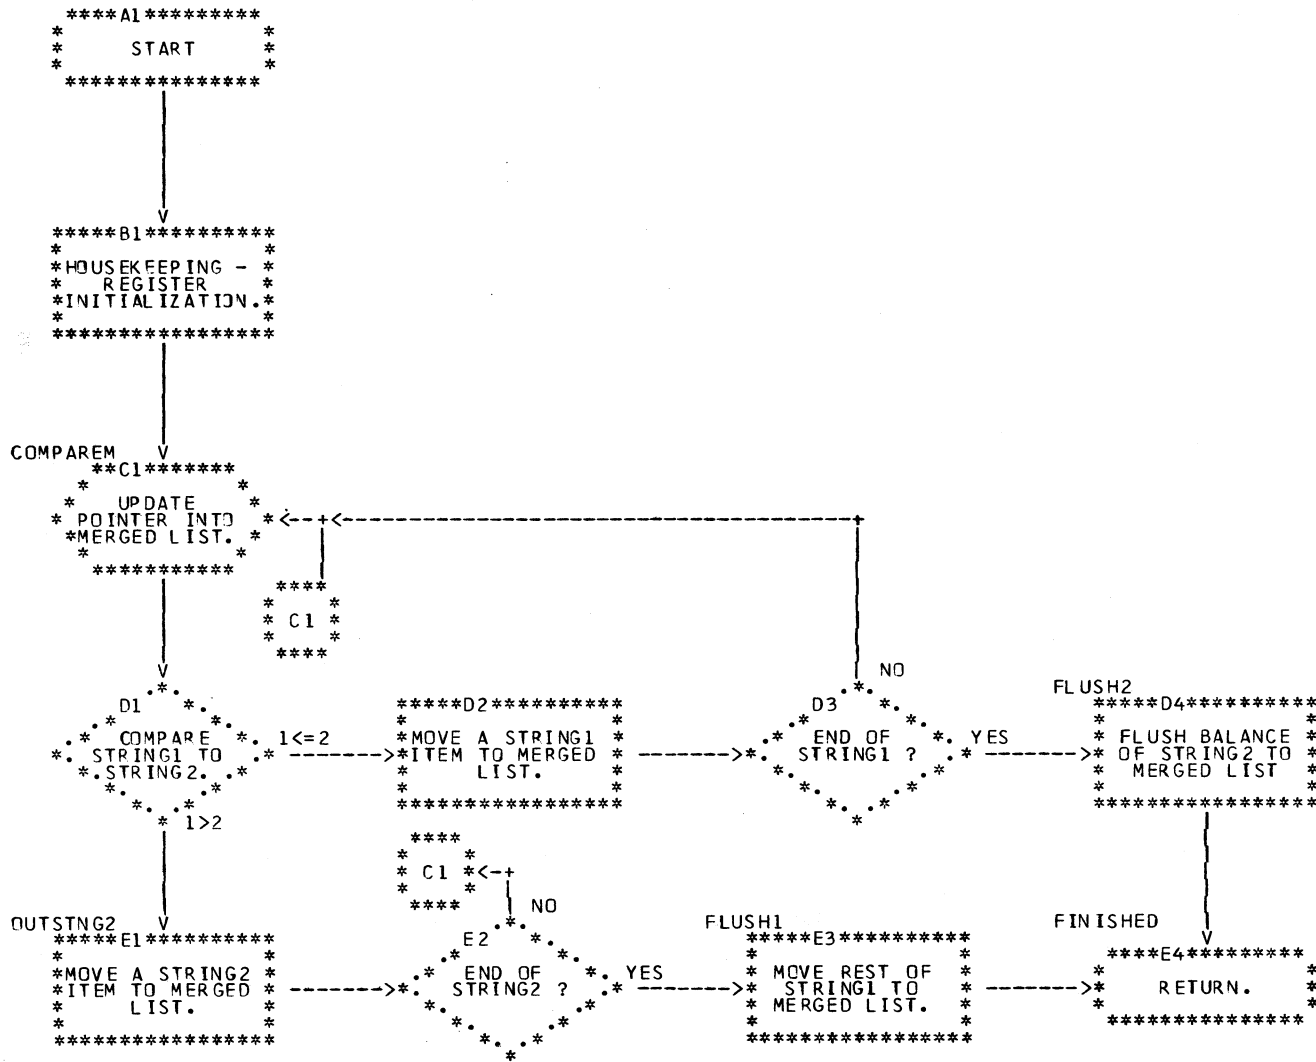 A1
START
B1
HOUSEKEEPING -
REGISTER
INITIALIZATION.
COMPAREM
C1
UPDATE
POINTER INTO
MERGED LIST.
C1
D1
COMPARE
STRING1 TO
STRING2.
1<=2
1>2
D2
MOVE A STRING1
ITEM TO MERGED
LIST.
NO
D3
END OF
STRING1 ?
YES
FLUSH2
D4
FLUSH BALANCE
OF STRING2 TO
MERGED LIST
C1
OUTSTNG2
E1
MOVE A STRING2
ITEM TO MERGED
LIST.
NO
E2
END OF
STRING2 ?
YES
FLUSH1
E3
MOVE REST OF
STRING1 TO
MERGED LIST.
FINISHED
E4
RETURN.